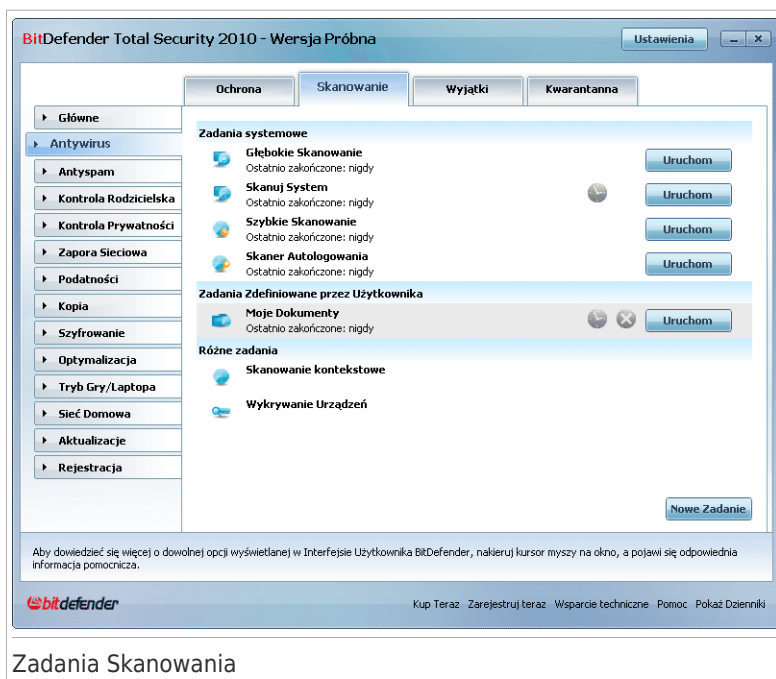 BitDefender Total Security 2010 - Wersja Próbna
Ustawienia
Ochrona
Skanowanie
Wyjątki
Kwarantanna
Główne
Antywirus
Antyspam
Kontrola Rodzicielska
Kontrola Prywatności
Zapora Sieciowa
Podatności
Kopia
Szyfrowanie
Optymalizacja
Tryb Gry/Laptopa
Sieć Domowa
Aktualizacje
Rejestracja
Zadania systemowe
Głębokie Skanowanie
Ostatnio zakończone: nigdy
Uruchom
Skanuj System
Ostatnio zakończone: nigdy
Uruchom
Szybkie Skanowanie
Ostatnio zakończone: nigdy
Uruchom
Skaner Autologowania
Ostatnio zakończone: nigdy
Uruchom
Zadania Zdefiniowane przez Użytkownika
Moje Dokumenty
Ostatnio zakończone: nigdy
Uruchom
Różne zadania
Skanowanie kontekstowe
Wykrywanie Urządzeń
Nowe Zadanie
Aby dowiedzieć się więcej o dowolnej opcji wyświetlanej w Interfejsie Użytkownika BitDefender, nakieruj kursor myszy na okno, a pojawi się odpowiednia
informacja pomocnicza.
bitdefender
Kup Teraz Zarejestruj teraz Wsparcie techniczne Pomoc Pokaż Dzienniki
Zadania Skanowania